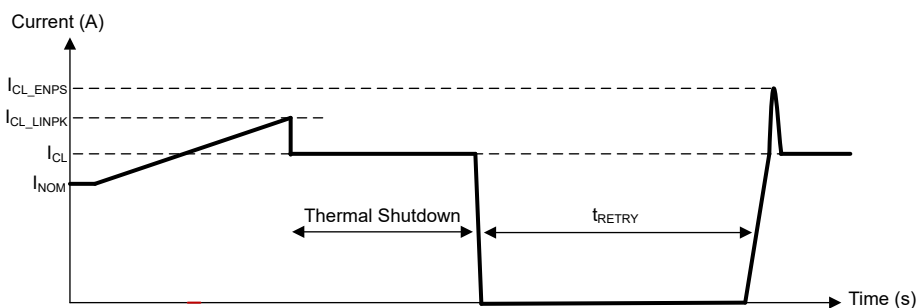 Current (A)
I_CL_ENPS
I_CL_LINPK
I_CL
I_NOM
Thermal Shutdown
t_RETRY
Time (s)